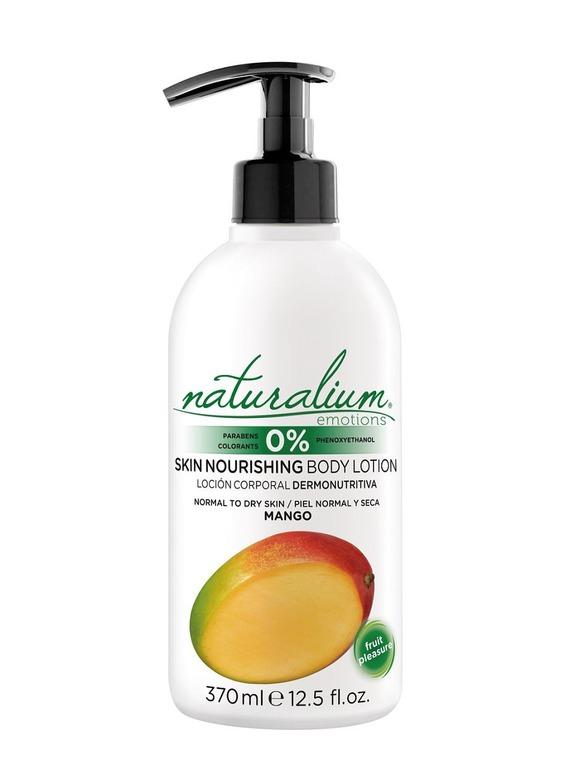 naturalium®
emotions
PARABENS
COLORANTS
0%
PHENOXYETHANOL
SKIN NOURISHING BODY LOTION
LOCIÓN CORPORAL DERMONUTRITIVA
NORMAL TO DRY SKIN / PIEL NORMAL Y SECA
MANGO
fruit
pleasure
370ml ℮ 12.5 fl.oz.